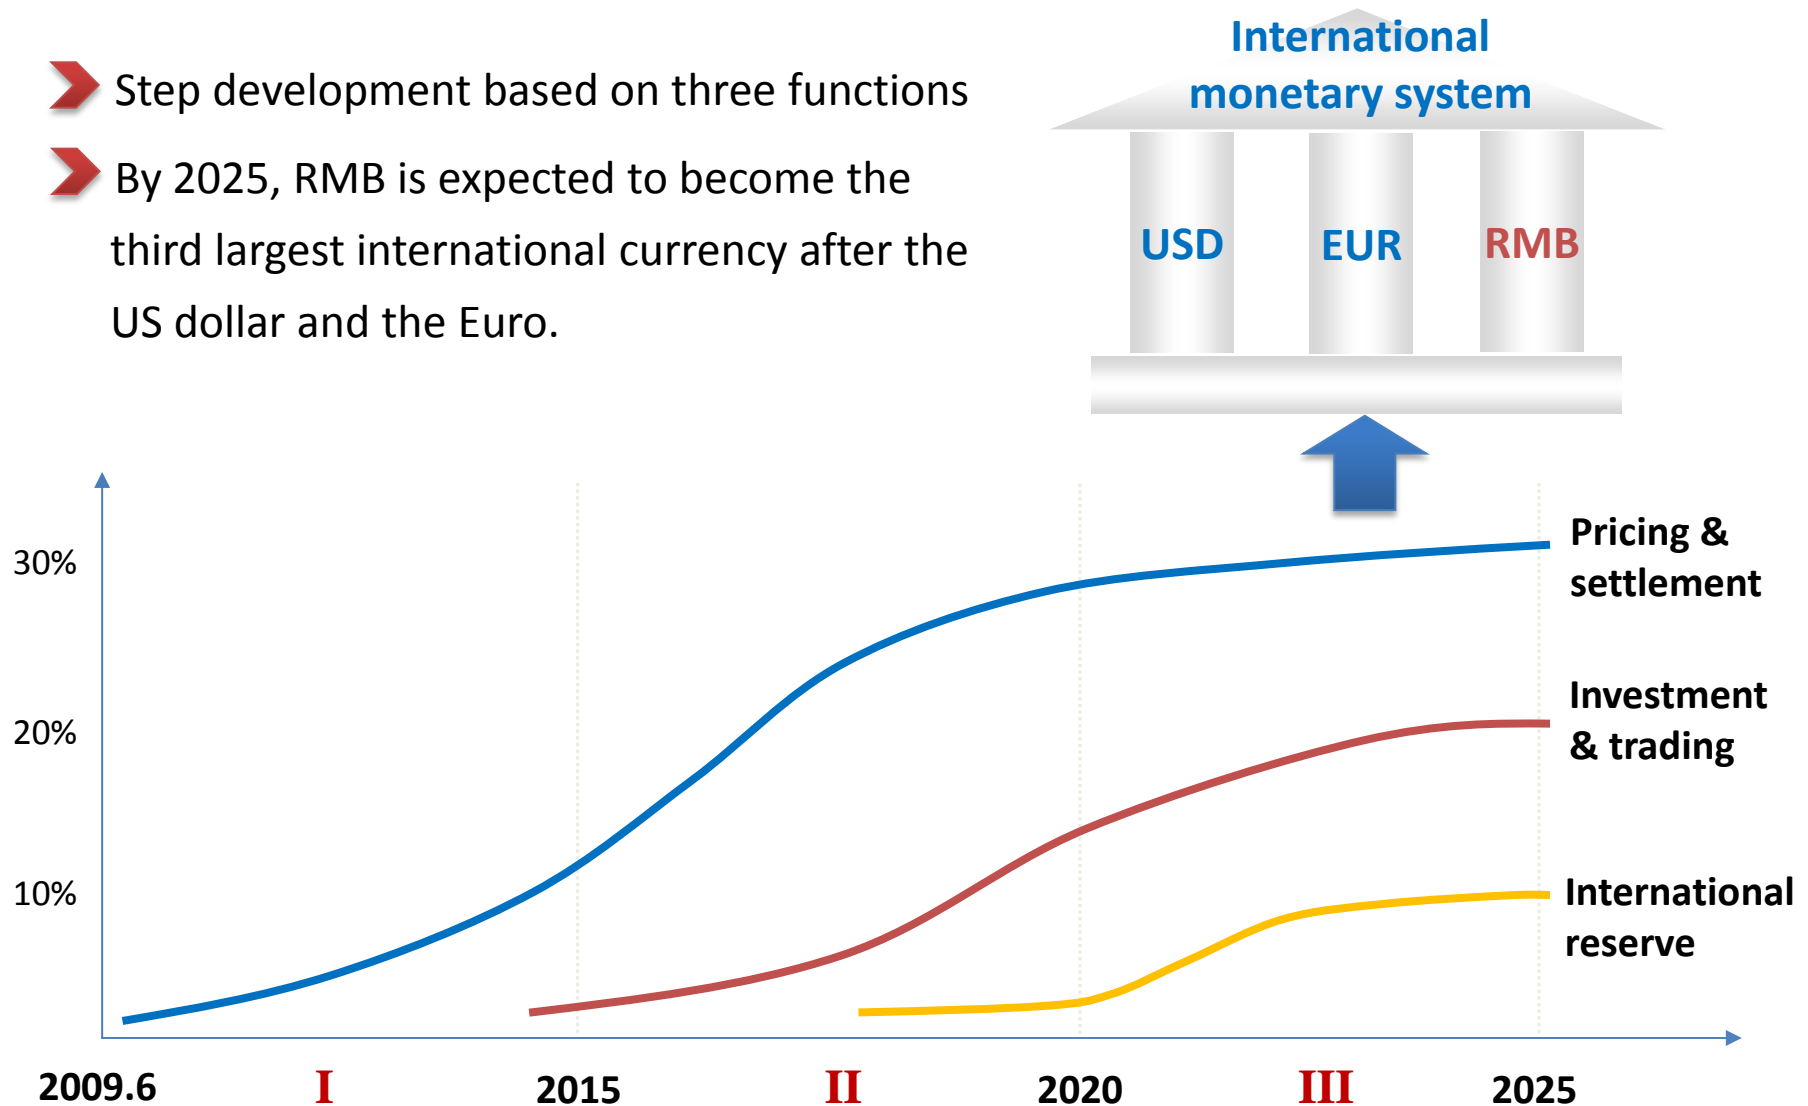 Step development based on three functions
By 2025, RMB is expected to become the
third largest international currency after the
US dollar and the Euro.
International
monetary system
USD
EUR
RMB
30%
20%
10%
Pricing &
settlement
Investment
& trading
International
reserve
2009.6
I
2015
II
2020
III
2025